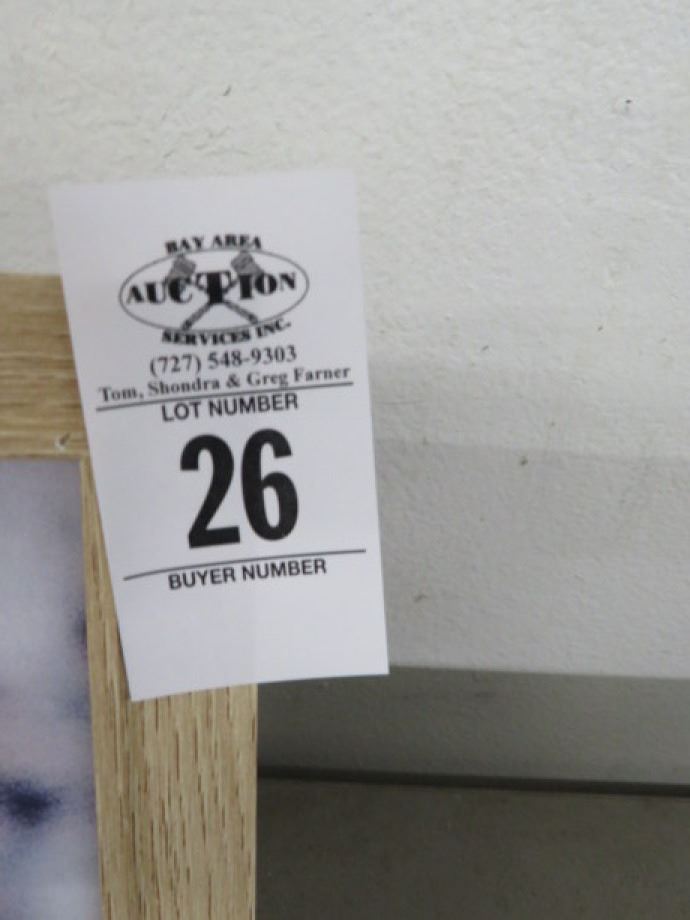 BAY AREA
AUCTION
SERVICES INC.
(727) 548-9303
Tom, Shondra & Greg Farner
LOT NUMBER
26
BUYER NUMBER